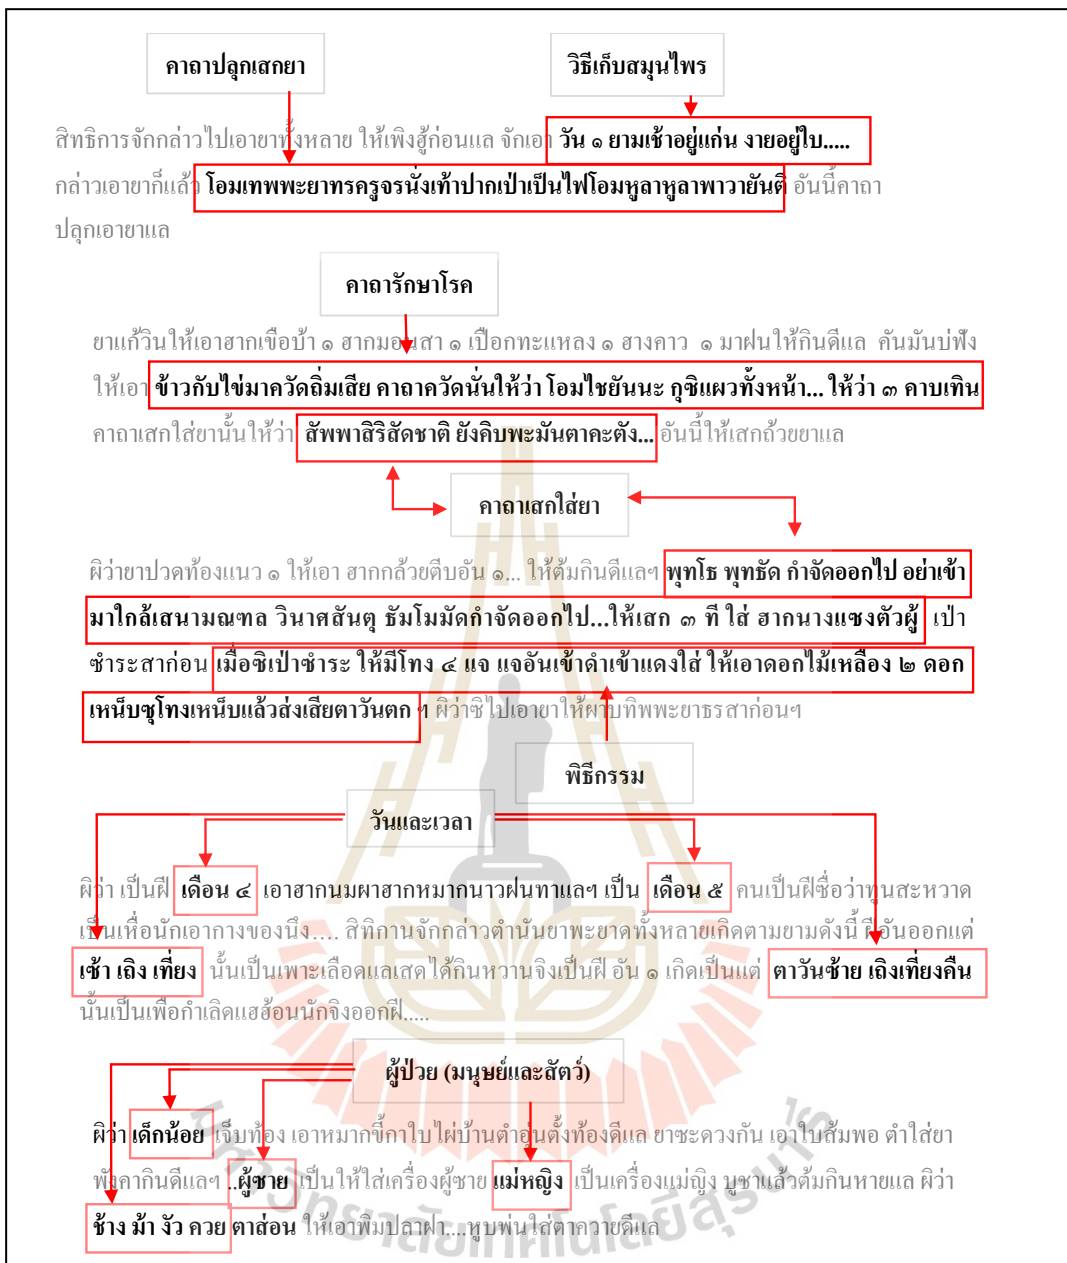 คาถาปลุกเสกยา
วิธีเก็บสมุนไพร
สิทธิการจักกล่าวไปเอายาทั้งหลาย ให้เพิงฮู้ก่อนแล จักเอา วัน ๑ ยามเช้าอยู่แก่น งายอยู่ใบ.....
กล่าวเอายาก็แล้ว โอมเทพพะยาทรครูจรนั่งเท้าปากเป่าเป็นไฟโอมหูลาหูลาพาวายันติ อันนี้คาถา
ปลุกเอายาแล
คาถารักษาโรค
ยาแก้วินให้เอาฮากเขือบ้า ๑ ฮากมอนสา ๑ เปือกทะแหลง ๑ ฮางคาว ๑ มาฝนให้กินดีแล คันมันบ่ฟัง
ให้เอา ข้าวกับไข่มาควัดถิ่มเสีย คาถาควัดนั่นให้ว่า โอมไชยันนะ กุซิแผวทั้งหน้า... ให้ว่า ๓ คาบเทิน
คาถาเสกใส่ยานั้นให้ว่า สัพพาสิริสัดชาติ ยังคิบพะมันตาคะตัง... อันนี้ให้เสกถ้วยยาแล
คาถาเสกใส่ยา
ผิว่ายาปวดท้องแนว ๑ ให้เอา ฮากกล้วยตีบอัน ๑... ให้ต้มกินดีแลฯ พุทโธ พุทธัด กำจัดออกไป อย่าเข้า
มาใกล้เสนามณฑล วินาศสันตุ ธัมโมมัดกำจัดออกไป...ให้เสก ๓ ที ใส่ ฮากนางแซงตัวผู้ เป่า
ซำระสาก่อน เมื่อซิเป่าซำระ ให้มีโทง ๔ แจ แจอันเข้าดำเข้าแดงใส่ ให้เอาดอกไม้เหลือง ๒ ดอก
เหน็บซุโทงเหน็บแล้วส่งเสียตาวันตก ฯ ผิว่าซิไปเอายาให้ผาบทิพพะยาธรสาก่อนฯ
พิธีกรรม
วันและเวลา
ผิว่า เป็นฝี เดือน ๔ เอาฮากนมผาฮากหมากนาวฝนทาแลฯ เป็น เดือน ๕ คนเป็นฝีชื่อว่าทุนสะหวาด
เป็นเหื่อนักเอากางของนึง.... สิทิกานจักกล่าวตำนันยาพะยาดทั้งหลายเกิดตามยามดังนี้ ฝีอันออกแต่
เช้า เถิง เที่ยง นั้นเป็นเพาะเลือดแลเสดได้กินหวานจิงเป็นฝี อัน ๑ เกิดเป็นแต่ ตาวันซ้าย เถิงเที่ยงคืน
นั้นเป็นเพื่อกำเลิดแฮฮ้อนนักจิงออกฝี.....
ผู้ป่วย (มนุษย์และสัตว์)
ผิว่า เด็กน้อย เจ็บท้อง เอาหมากขี้กาใบไผ่บ้านตำอุ่นตั้งท้องดีแล ยาซะดวงกัน เอาใบส้มพอ ตำใส่ยา
พังคากินดีแลฯ ..ผู้ซาย เป็นให้ใส่เครื่องผู้ซาย แม่หญิง เป็นเครื่องแม่ญิง บูชาแล้วต้มกินหายแล ผิว่า
ช้าง ม้า งัว ควย ตาส่อน ให้เอาพิมปลาฝา....หูบพ่นใส่ตาควายดีแล
มหาวิทยาลัยเทคโนโลยีสุรนารี